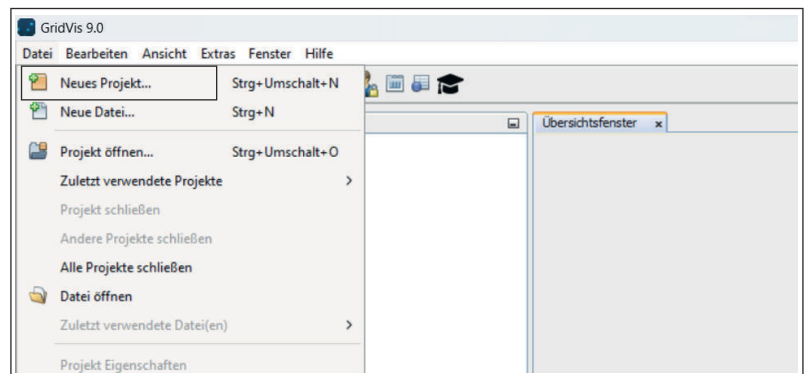 GridVis 9.0
Datei Bearbeiten Ansicht Extras Fenster Hilfe
Neues Projekt... Strg+Umschalt+N
Neue Datei... Strg+N
Übersichtsfenster x
Projekt öffnen... Strg+Umschalt+O
Zuletzt verwendete Projekte >
Projekt schließen
Andere Projekte schließen
Alle Projekte schließen
Datei öffnen
Zuletzt verwendete Datei(en) >
Projekt Eigenschaften